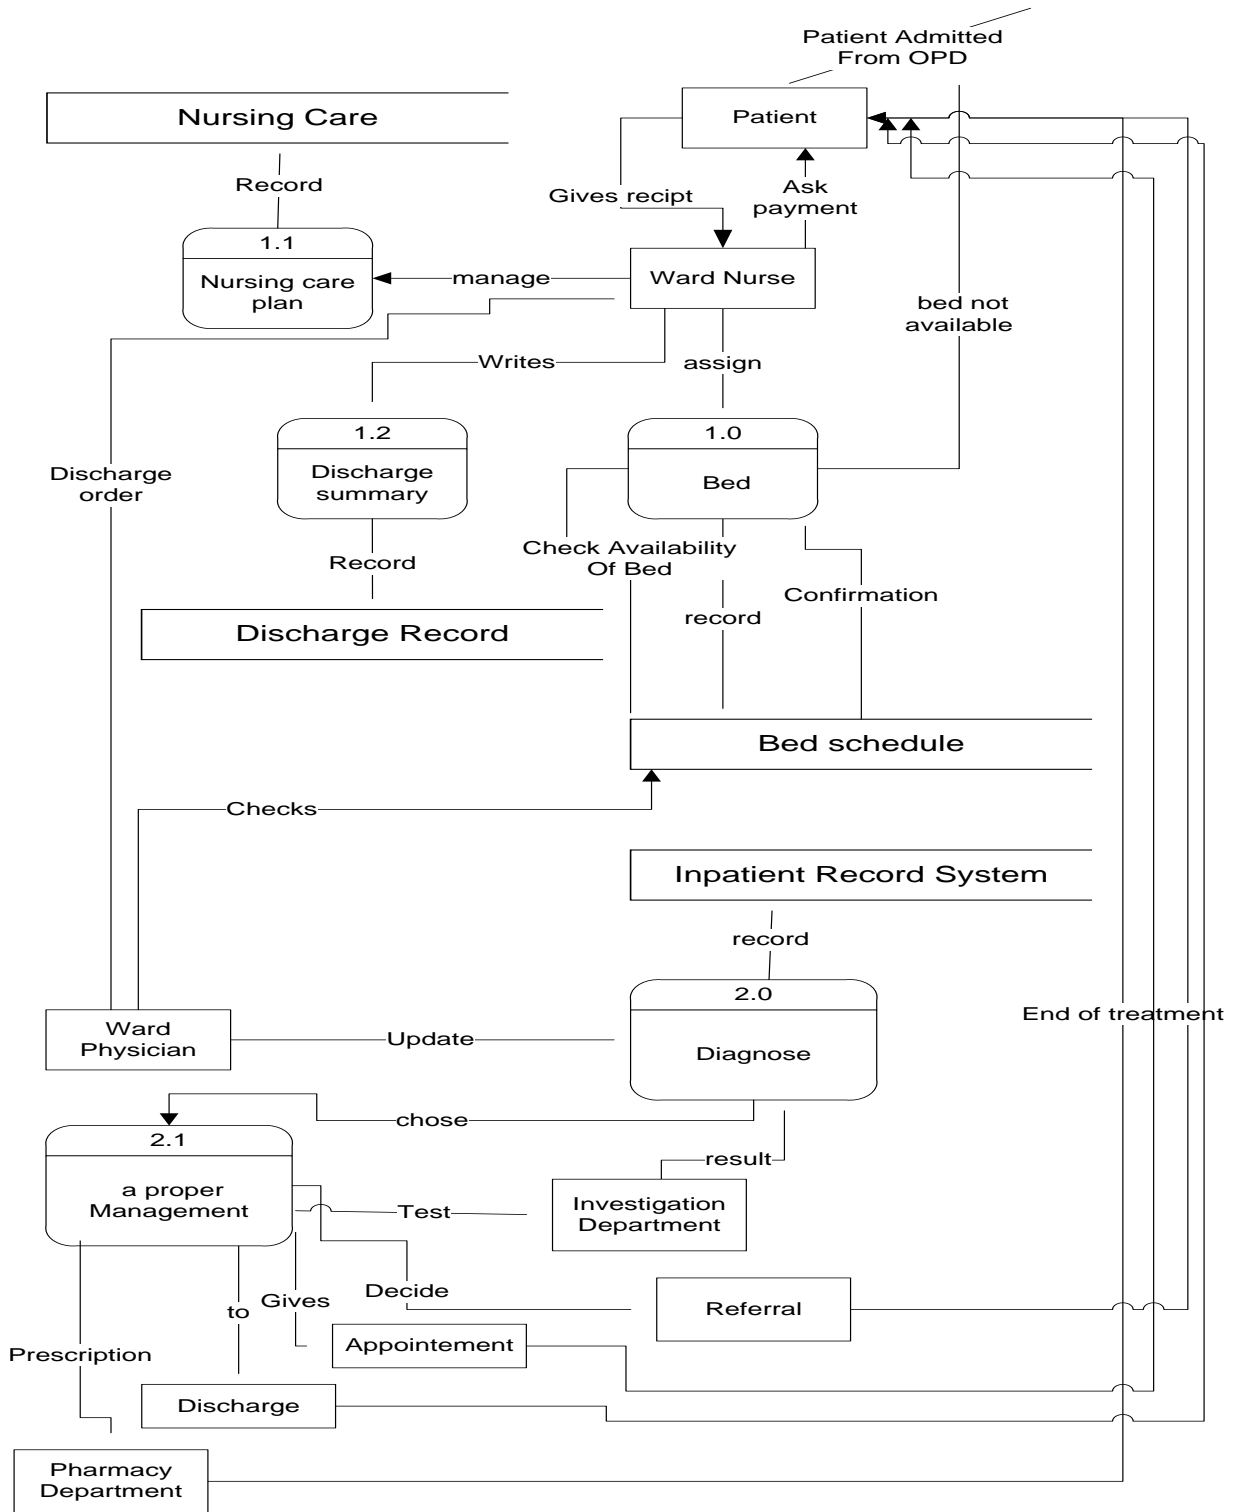 Patient Admitted
From OPD
Nursing Care
Patient
Record
Gives recipt
Ask
payment
1.1
Nursing care
plan
manage
Ward Nurse
bed not
available
Writes
assign
1.2
Discharge
summary
1.0
Bed
Discharge
order
Check Availability
Of Bed
Record
Confirmation
record
Discharge Record
Bed schedule
Checks
Inpatient Record System
record
2.0
Diagnose
End of treatment
Ward
Physician
Update
chose
2.1
a proper
Management
result
Test
Investigation
Department
Decide
Gives
to
Referral
Appointement
Prescription
Discharge
Pharmacy
Department